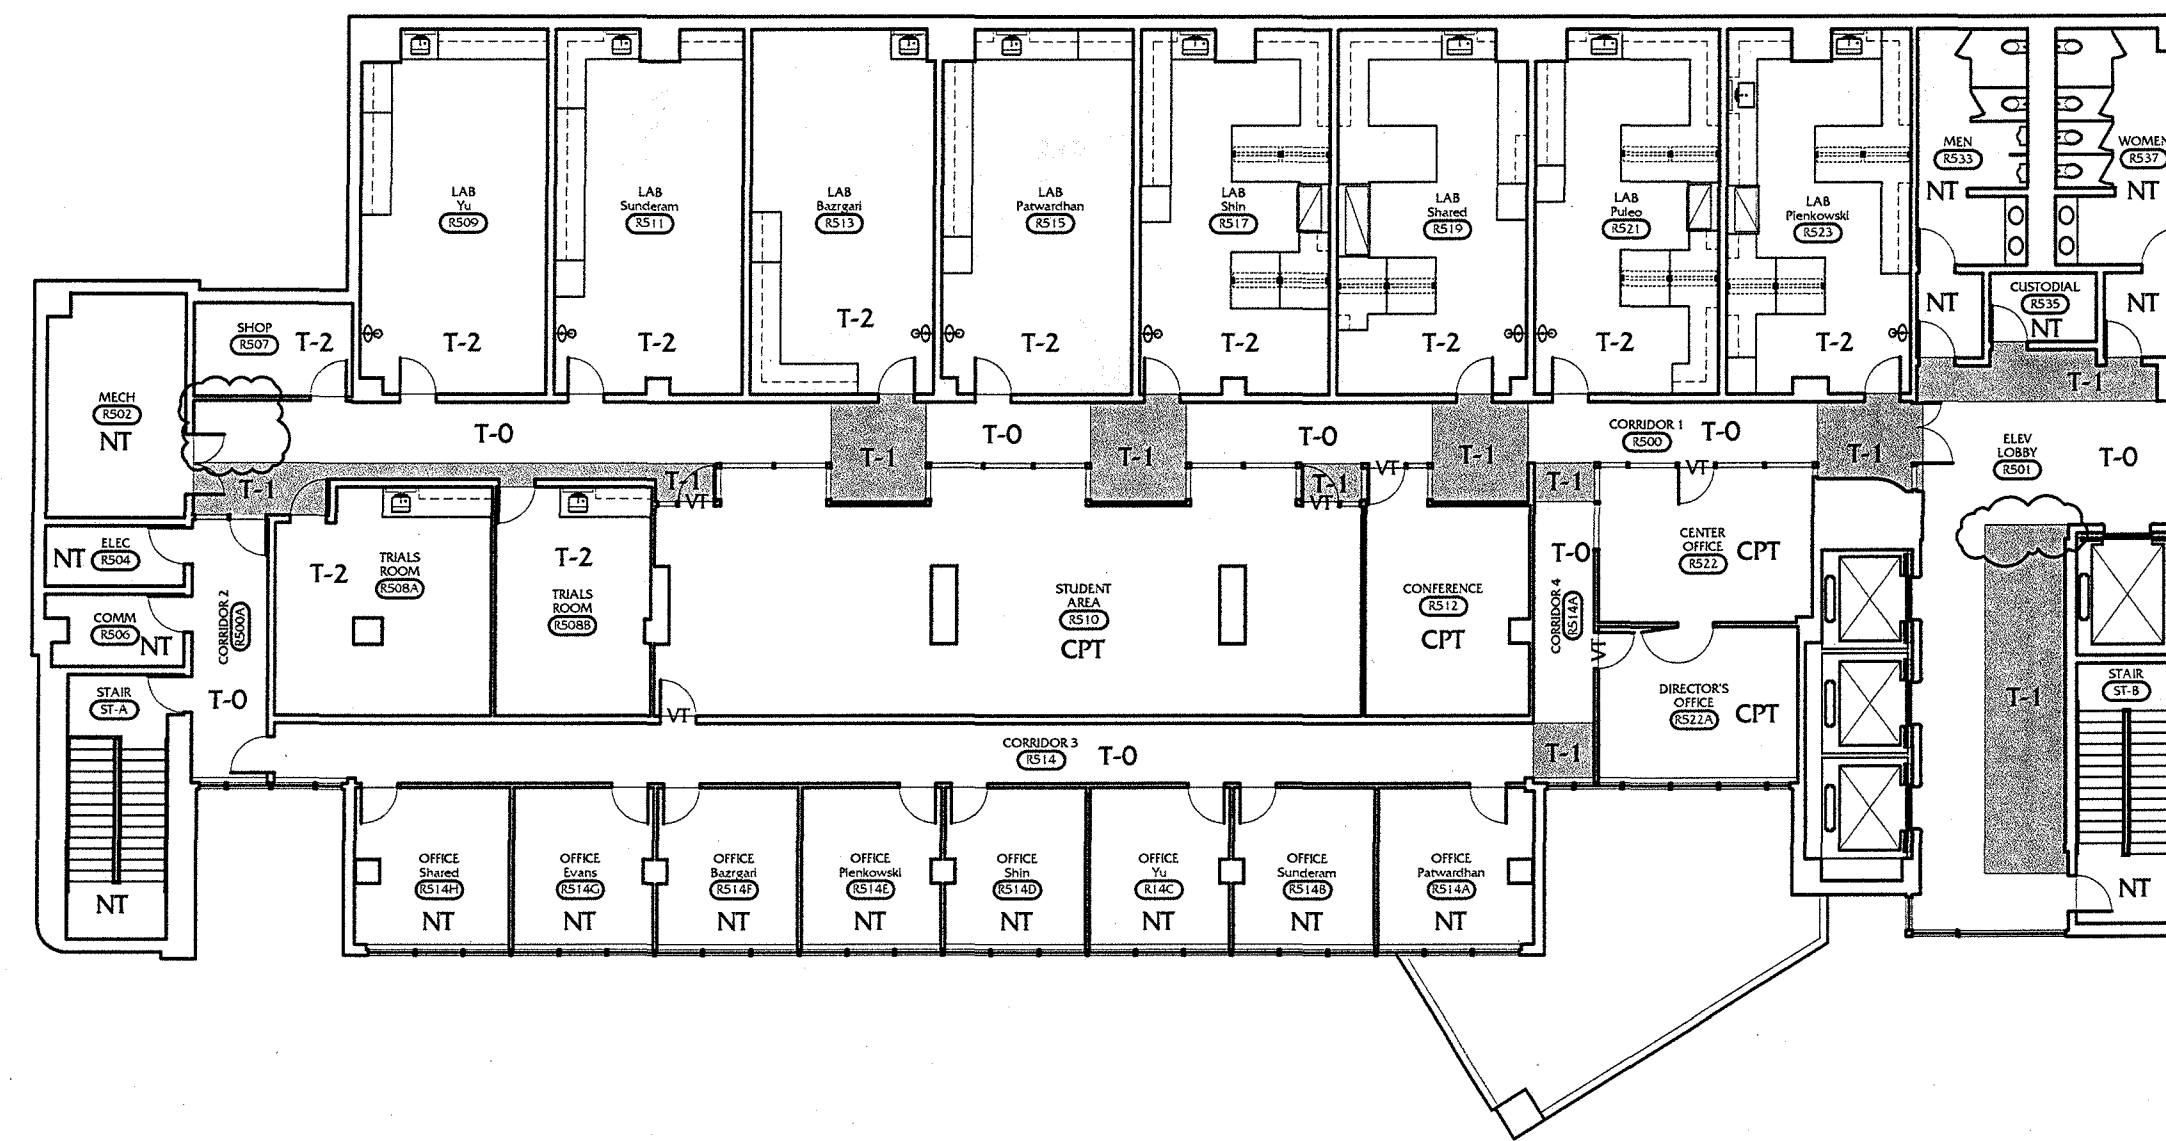 MEN
R533
NT
WOMEN
R537
NT
LAB
Yu
R509
T-2
LAB
Sunderam
R511
T-2
LAB
Bazrgari
R513
T-2
LAB
Patwardhan
R515
T-2
LAB
Shin
R517
T-2
LAB
Shared
R519
T-2
LAB
Puleo
R521
T-2
LAB
Pienkowski
R523
T-2
NT
CUSTODIAL
R535
NT
NT
SHOP
R507
T-2
MECH
R502
NT
T-1
T-0
T-1
T-0
T-1
T-0
T-1
CORRIDOR 1
R500
T-0
T-1
ELEV
LOBBY
R501
T-0
T-1
T-1
VT
T-1
VT
VT
T-1
VT
ELEC
R504
NT
COMM
R506
NT
CORRIDOR 2
R500A
T-0
TRIALS
ROOM
R508A
T-2
T-2
TRIALS
ROOM
R508B
STUDENT
AREA
R510
CPT
CONFERENCE
R512
CPT
T-0
CORRIDOR 4
R514A
CENTER
OFFICE
R522
CPT
VT
DIRECTOR'S
OFFICE
R522A
CPT
STAIR
ST-A
NT
VT
CORRIDOR 3
R514
T-0
T-1
T-1
STAIR
ST-B
NT
OFFICE
Shared
R514H
NT
OFFICE
Evans
R514G
NT
OFFICE
Bazrgari
R514F
NT
OFFICE
Pienkowski
R514E
NT
OFFICE
Shin
R514D
NT
OFFICE
Yu
R14C
NT
OFFICE
Sunderam
R514B
NT
OFFICE
Patwardhan
R514A
NT